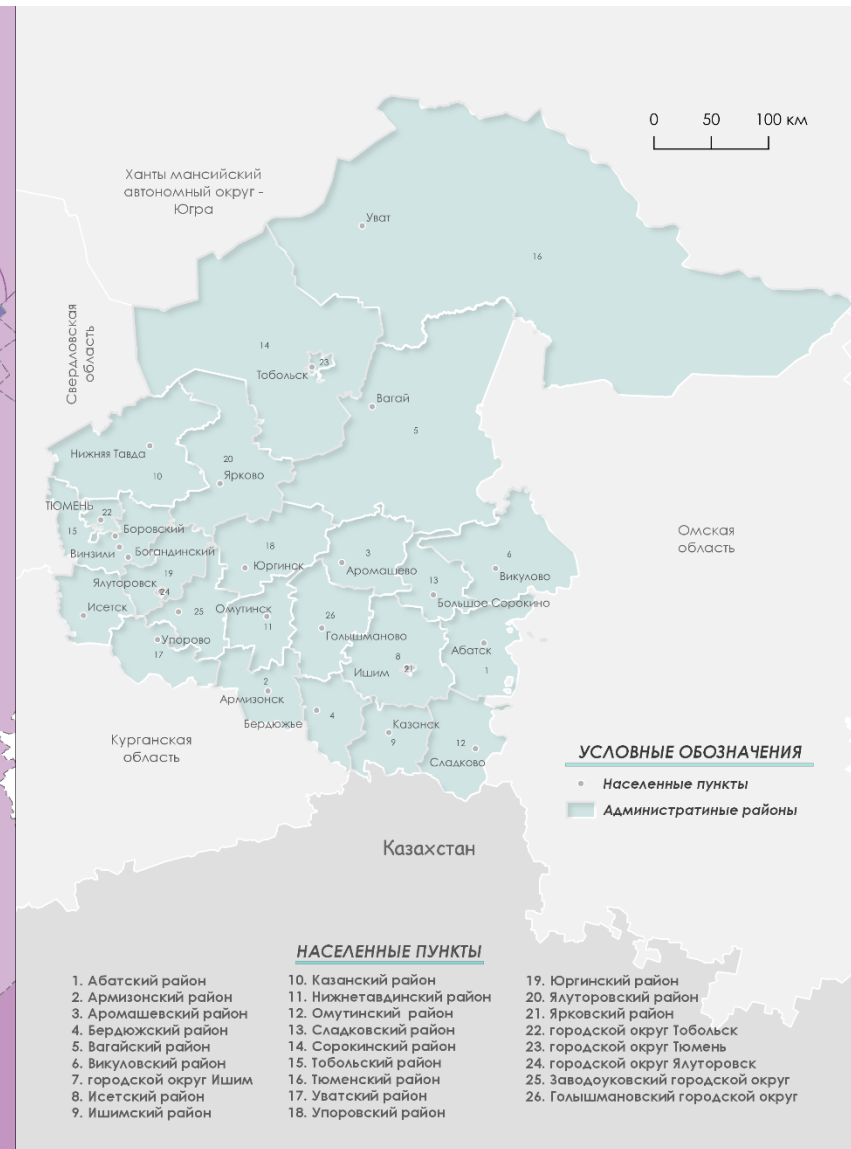 0 50 100 км
Ханты мансийский
автономный округ -
Югра
Уват
16
Свердловская
область
14
23
Тобольск
Вагай
5
Нижняя Тавда
10
20
Ярково
ТЮМЕНЬ
22
15
Боровский
Винзили
Богандинский
18
Юргинск
3
Аромашево
6
Викулово
Омская
область
19
Ялуторовск
24
13
Большое Сорокино
Исетск
25
Омутинск
11
26
Голышманово
Упорово
17
Абатск
1
8
Ишим
21
2
Армизонск
Бердюжье
4
Казанск
9
12
Сладково
Курганская
область
УСЛОВНЫЕ ОБОЗНАЧЕНИЯ
Населенные пункты
Администратиные районы
Казахстан
НАСЕЛЕННЫЕ ПУНКТЫ
1. Абатский район
2. Армизонский район
3. Аромашевский район
4. Бердюжский район
5. Вагайский район
6. Викуловский район
7. городской округ Ишим
8. Исетский район
9. Ишимский район
10. Казанский район
11. Нижнетавдинский район
12. Омутинский район
13. Сладковский район
14. Сорокинский район
15. Тобольский район
16. Тюменский район
17. Уватский район
18. Упоровский район
19. Юргинский район
20. Ялуторовский район
21. Ярковский район
22. городской округ Тобольск
23. городской округ Тюмень
24. городской округ Ялуторовск
25. Заводоуковский городской округ
26. Голышмановский городской округ